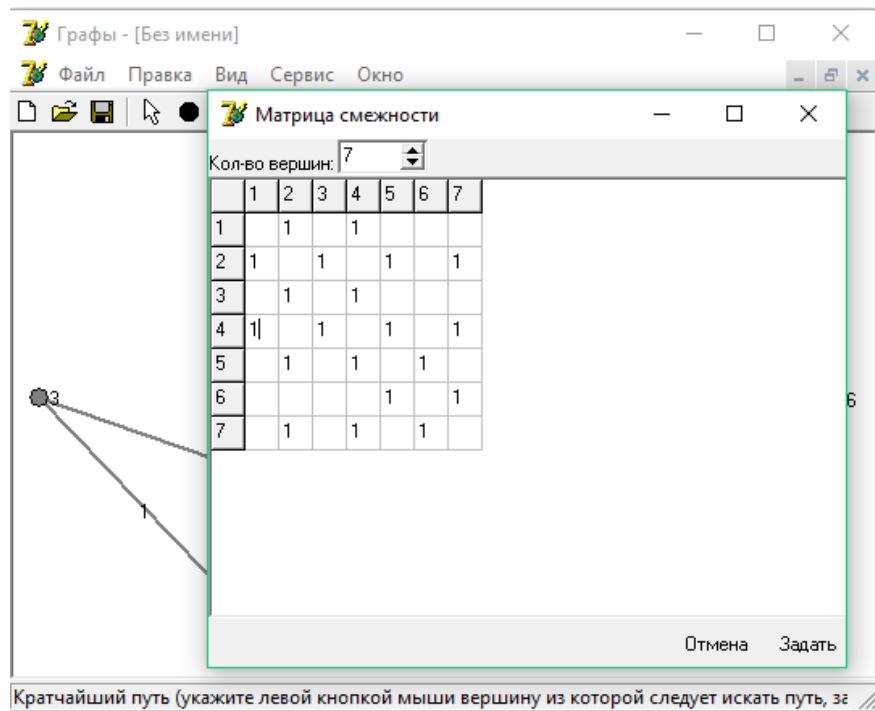 Графы - [Без имени]
Файл Правка Вид Сервис Окно
Матрица смежности
Кол-во вершин: 7
1 2 3 4 5 6 7
1 1 1
2 1 1 1 1
3 1 1
4 1 1 1 1
5 1 1 1
6 1 1
7 1 1 1
3
6
1
Отмена Задать
Кратчайший путь (укажите левой кнопкой мыши вершину из которой следует искать путь, за